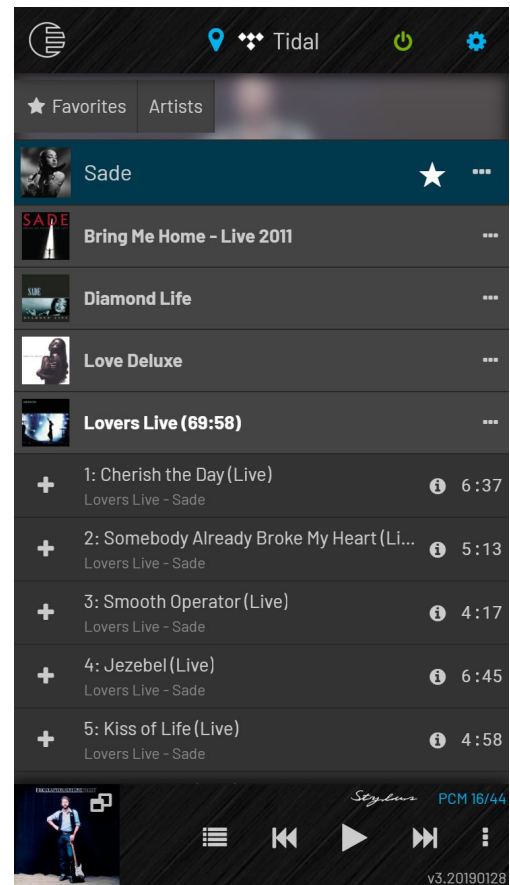 Tidal
Favorites
Artists
Sade
SADE
Bring Me Home - Live 2011
SADE
Diamond Life
Love Deluxe
Lovers Live (69:58)
1: Cherish the Day (Live)
6:37
Lovers Live - Sade
2: Somebody Already Broke My Heart (Li...
5:13
Lovers Live - Sade
3: Smooth Operator (Live)
4:17
Lovers Live - Sade
4: Jezebel (Live)
6:45
Lovers Live - Sade
5: Kiss of Life (Live)
4:58
Lovers Live - Sade
Stylus
PCM 16/44
v3.20190128